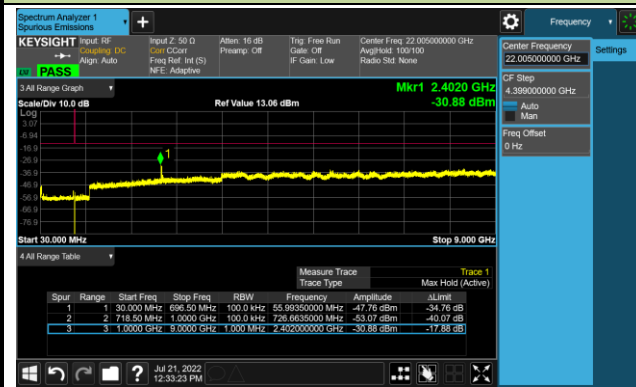 Spectrum Analyzer 1
Spurious Emissions
Frequency
KEYSIGHT
Input: RF
Coupling: DC
Align: Auto
Input Z: 50 Ω
Corr CCorr
Freq Ref: Int (S)
NFE: Adaptive
Atten: 16 dB
Preamp: Off
Trig: Free Run
Gate: Off
IF Gain: Low
Center Freq: 22.005000000 GHz
Avg|Hold: 100/100
Radio Std: None
PASS
Center Frequency
22.005000000 GHz
Settings
CF Step
4.399000000 GHz
Auto
Man
Freq Offset
0 Hz
3 All Range Graph
Mkr1 2.4020 GHz
Scale/Div 10.0 dB
Ref Value 13.06 dBm
-30.88 dBm
Log
3.07
-6.94
-16.9
-26.9
-36.9
-46.9
-56.9
-66.9
-76.9
1
Start 30.000 MHz
Stop 9.000 GHz
4 All Range Table
Measure Trace Trace 1
Trace Type Max Hold (Active)
Spur Range Start Freq Stop Freq RBW Frequency Amplitude ΔLimit
1 1 30.000 MHz 696.50 MHz 100.0 kHz 55.99350000 MHz -47.76 dBm -34.76 dB
2 2 718.50 MHz 1.0000 GHz 100.0 kHz 726.6635000 MHz -53.07 dBm -40.07 dB
3 3 1.0000 GHz 9.0000 GHz 1.000 MHz 2.402000000 GHz -30.88 dBm -17.88 dB
?
Jul 21, 2022
12:33:23 PM